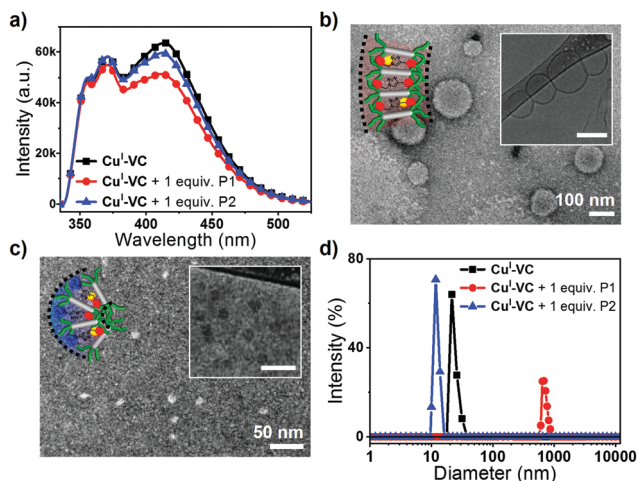 a)
Intensity (a.u.)
60k
40k
20k
0
Cuᴵ-VC
Cuᴵ-VC + 1 equiv. P1
Cuᴵ-VC + 1 equiv. P2
350 400 450 500
Wavelength (nm)
b)
100 nm
c)
50 nm
d)
Intensity (%)
80
40
0
Cuᴵ-VC
Cuᴵ-VC + 1 equiv. P1
Cuᴵ-VC + 1 equiv. P2
1 10 100 1000 10000
Diameter (nm)